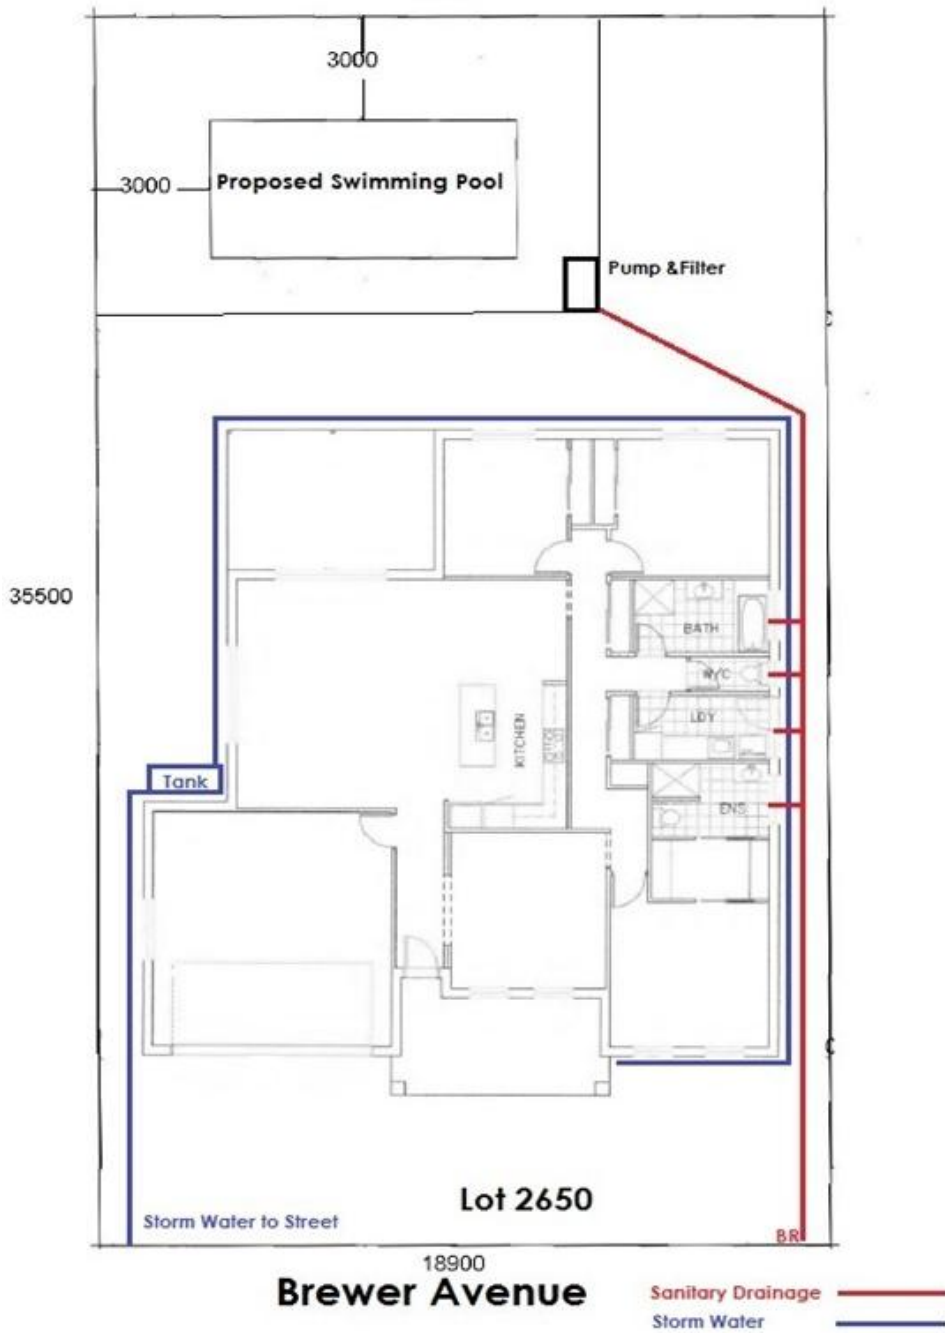 3000
3000
Proposed Swimming Pool
Pump &Filter
35500
BATH
W/C
LDY
KITCHEN
Tank
ENS
Lot 2650
Storm Water to Street
BR
18900
Brewer Avenue
Sanitary Drainage
Storm Water